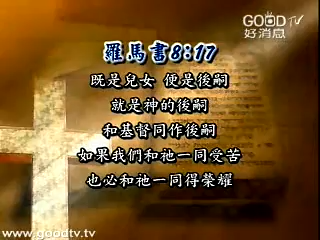 GOOD TV
好消息
羅馬書8:17
既是兒女 便是後嗣
就是神的後嗣
和基督同作後嗣
如果我們和祂一同受苦
也必和祂一同得榮耀
www.goodtv.tv